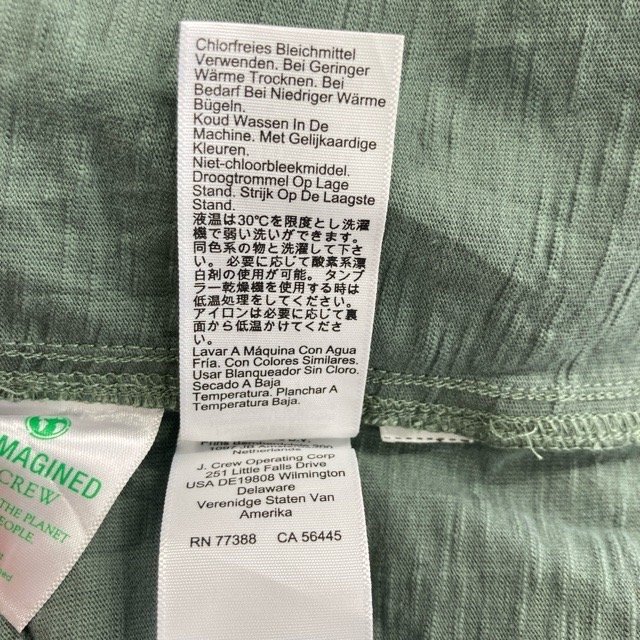 Chlorfreies Bleichmittel
Verwenden. Bei Geringer
Wärme Trocknen. Bei
Bedarf Bei Niedriger Wärme
Bügeln.
Koud Wassen In De
Machine. Met Gelijkaardige
Kleuren.
Niet-chloorbleekmiddel.
Droogtrommel Op Lage
Stand. Strijk Op De Laagste
Stand.
液温は30℃を限度とし洗濯
機で弱い洗いができます。
同色系の物と洗濯して下さ
い。 必要に応じて酸素系漂
白剤の使用が可能。 タンブ
ラー乾燥機を使用する時は
低温処理をしてください。
アイロンは必要に応じて裏
面から低温かけてください。
Lavar A Máquina Con Agua
Fría. Con Colores Similares.
Usar Blanqueador Sin Cloro.
Secado A Baja
Temperatura. Planchar A
Temperatura Baja.
Netherlands
J. Crew Operating Corp
251 Little Falls Drive
USA DE19808 Wilmington
Delaware
Verenidge Staten Van
Amerika
RN 77388 CA 56445
MAGINED
CREW
THE PLANET
EOPLE